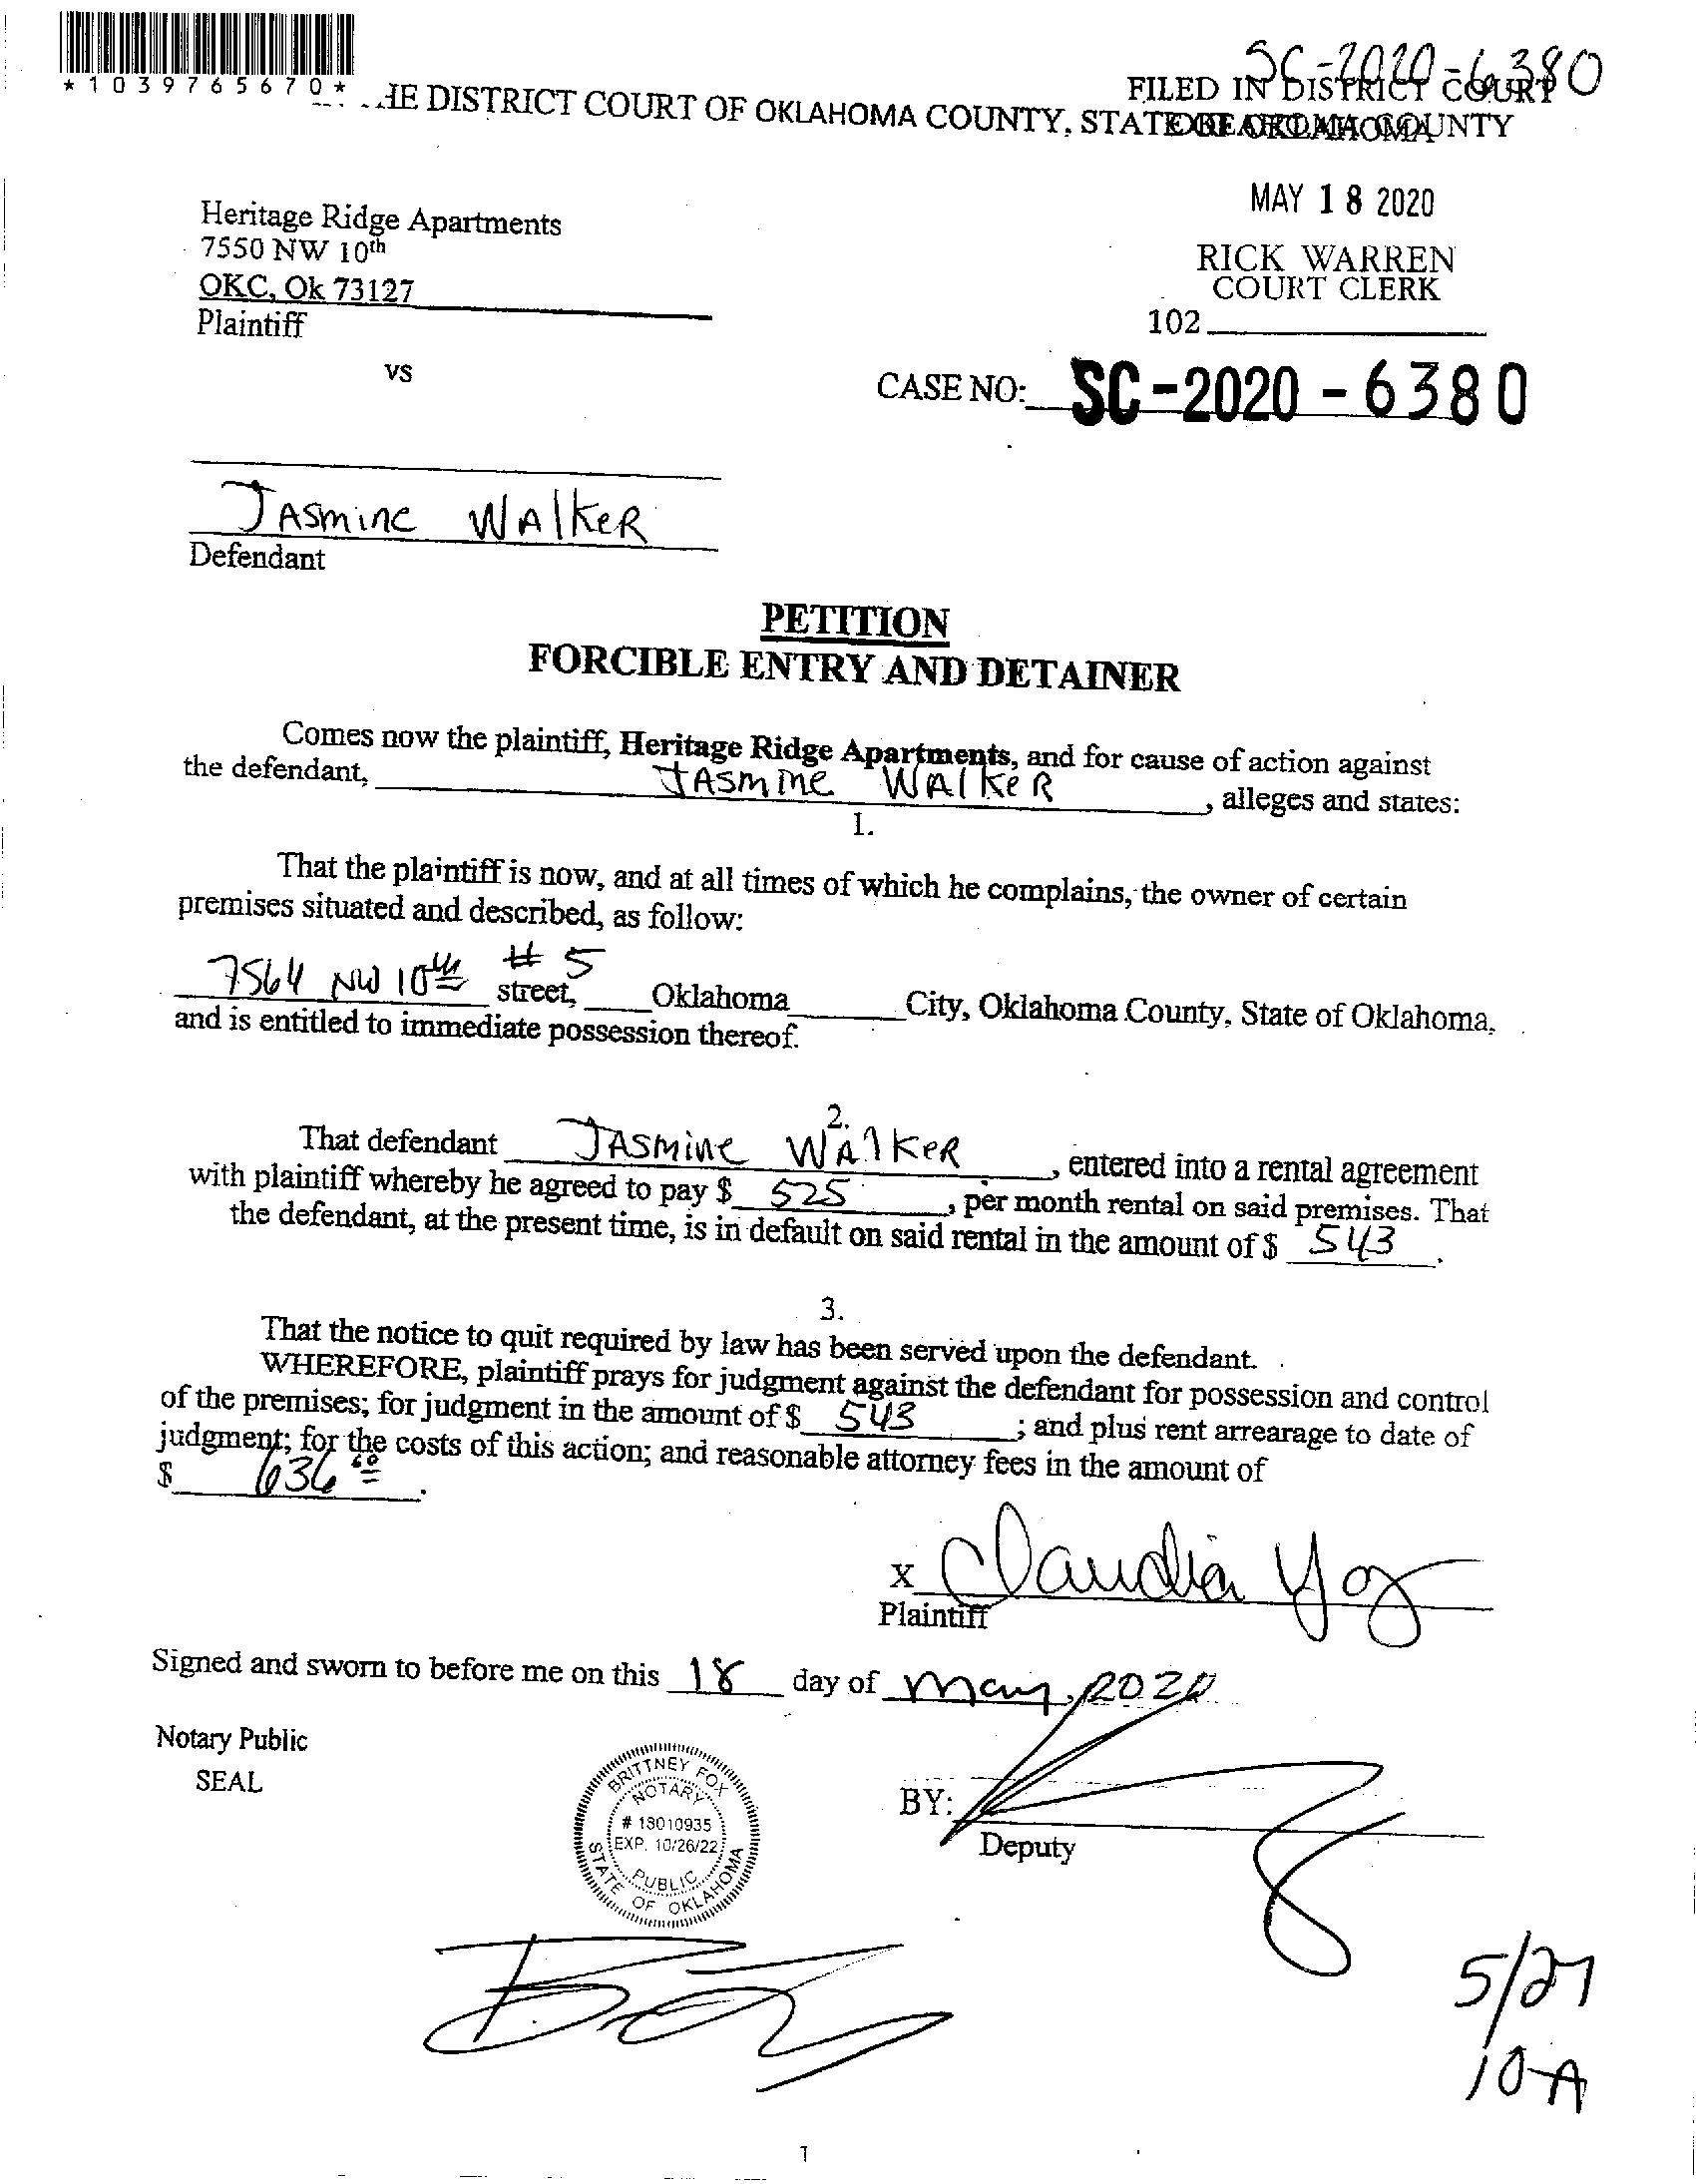 *1039765670*
SC-2020-6380
FILED IN DISTRICT COURT
OKLAHOMA COUNTY
HE DISTRICT COURT OF OKLAHOMA COUNTY, STATE OF OKLAHOMA
MAY 18 2020
RICK WARREN
COURT CLERK
102
Heritage Ridge Apartments
7550 NW 10th
OKC, Ok 73127
Plaintiff
vs
CASE NO: SC-2020-6380
JASmine WAlkeR
Defendant
PETITION
FORCIBLE ENTRY AND DETAINER
Comes now the plaintiff, Heritage Ridge Apartments, and for cause of action against
the defendant, JASmine WAlkeR, alleges and states:
1.
That the plaintiff is now, and at all times of which he complains, the owner of certain
premises situated and described, as follow:
7564 NW 10th # 5 street, Oklahoma City, Oklahoma County, State of Oklahoma,
and is entitled to immediate possession thereof.
2.
That defendant JASmine WAlkeR, entered into a rental agreement
with plaintiff whereby he agreed to pay $ 525, per month rental on said premises. That
the defendant, at the present time, is in default on said rental in the amount of $ 543.
3.
That the notice to quit required by law has been served upon the defendant.
WHEREFORE, plaintiff prays for judgment against the defendant for possession and control
of the premises; for judgment in the amount of $ 543; and plus rent arrearage to date of
judgment; for the costs of this action; and reasonable attorney fees in the amount of
$ 636.60.
X Claudia
Plaintiff
Signed and sworn to before me on this 18 day of May, 2020
Notary Public
SEAL
BRITTNEY FOX
NOTARY
# 18010935
EXP. 10/26/22
PUBLIC
STATE OF OKLAHOMA
BY:
Deputy
5/27
10-A
1